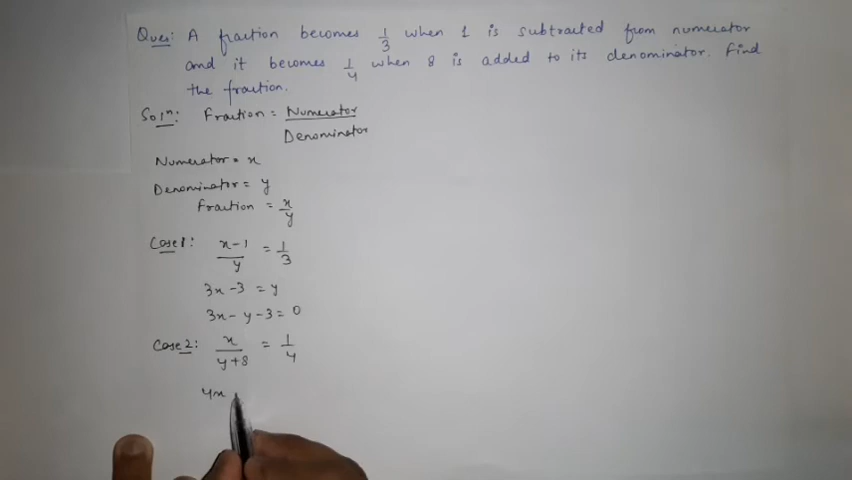 Ques: A fraction becomes 1/3 when 1 is subtracted from numerator
and it becomes 1/4 when 8 is added to its denominator. Find
the fraction.
Solⁿ: Fraction = Numerator/Denominator
Numerator = x
Denominator = y
Fraction = x/y
Case 1: (x-1)/y = 1/3
3x-3 = y
3x-y-3=0
Case 2: x/(y+8) = 1/4
4x